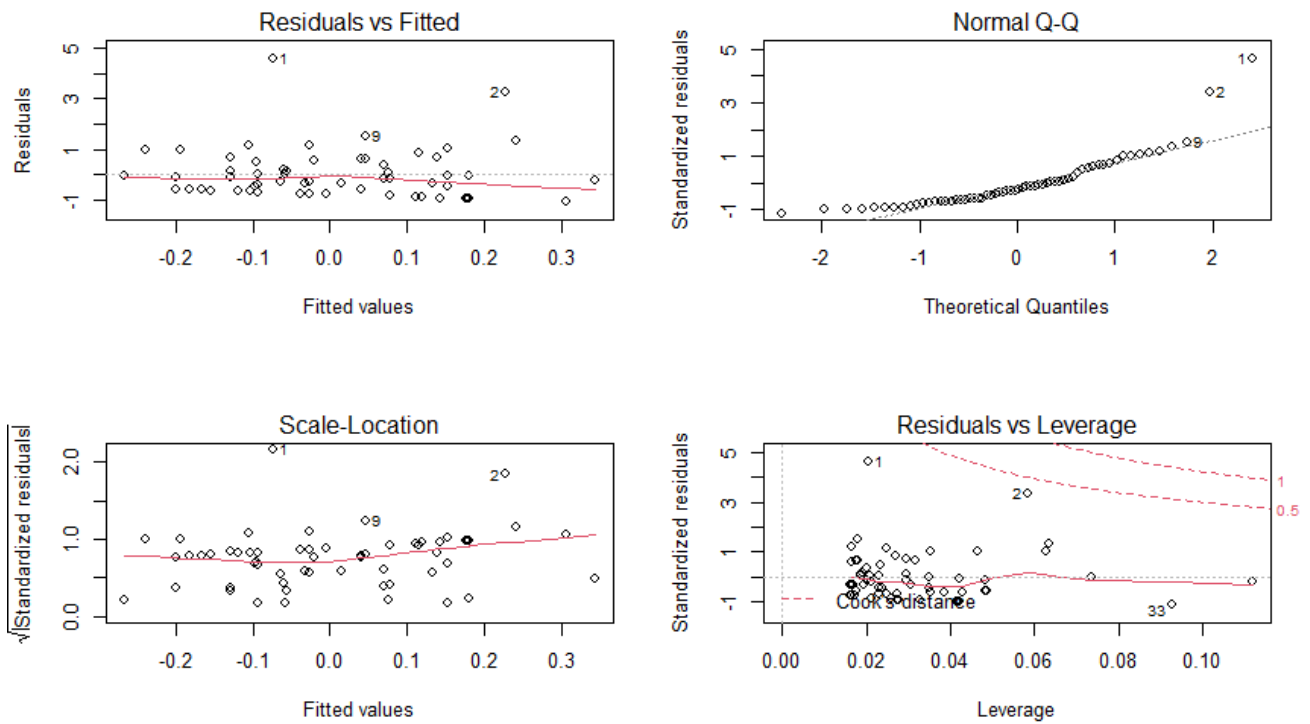 Residuals vs Fitted
Residuals
5
3
1
-1
1
2
9
-0.2 -0.1 0.0 0.1 0.2 0.3
Fitted values
Normal Q-Q
Standardized residuals
5
3
1
-1
1
2
9
-2 -1 0 1 2
Theoretical Quantiles
Scale-Location
√|Standardized residuals|
2.0
1.0
0.0
1
2
9
-0.2 -0.1 0.0 0.1 0.2 0.3
Fitted values
Residuals vs Leverage
Standardized residuals
5
3
1
-1
1
2
33
1
0.5
Cook's distance
0.00 0.02 0.04 0.06 0.08 0.10
Leverage